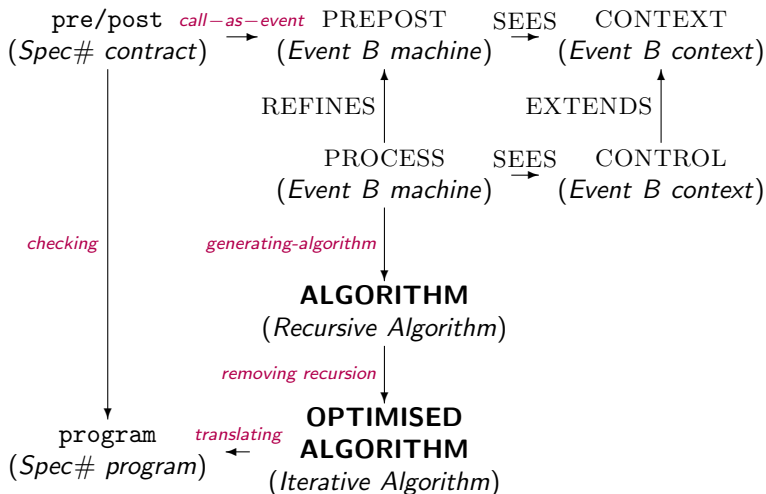 pre/post call−as−event PREPOST SEES CONTEXT
(Spec# contract) (Event B machine) (Event B context)
REFINES EXTENDS
PROCESS SEES CONTROL
(Event B machine) (Event B context)
checking generating-algorithm
ALGORITHM
(Recursive Algorithm)
removing recursion
OPTIMISED
program translating ALGORITHM
(Spec# program) (Iterative Algorithm)